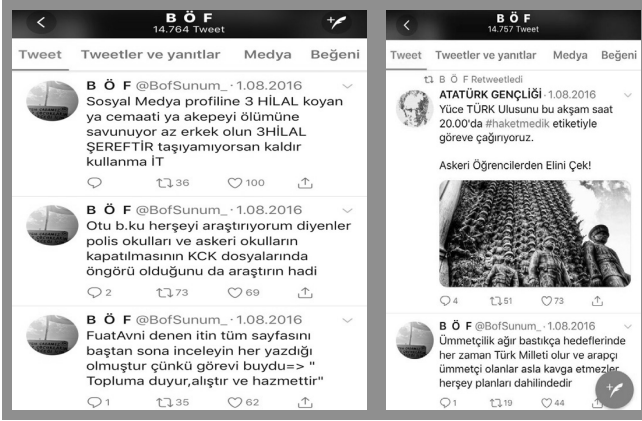 B Ö F
14.764 Tweet
Tweet Tweetler ve yanıtlar Medya Beğeni
B Ö F @BofSunum_ · 1.08.2016
Sosyal Medya profiline 3 HİLAL koyan
ya cemaati ya akepeyi ölümüne
savunuyor az erkek olun 3HİLAL
ŞEREFTİR taşıyamıyorsan kaldır
kullanma İT
36 100
B Ö F @BofSunum_ · 1.08.2016
Otu b.ku herşeyi araştırıyorum diyenler
polis okulları ve askeri okulların
kapatılmasının KCK dosyalarında
öngörü olduğunu da araştırın hadi
2 73 69
B Ö F @BofSunum_ · 1.08.2016
FuatAvni denen itin tüm sayfasını
baştan sona inceleyin her yazdığı
olmuştur çünkü görevi buydu=> "
Topluma duyur,alıştır ve hazmettir"
1 35 62
B Ö F
14.757 Tweet
Tweet Tweetler ve yanıtlar Medya Beğeni
B Ö F Retweetledi
ATATÜRK GENÇLİĞİ · 1.08.2016
Yüce TÜRK Ulusunu bu akşam saat
20.00'da #haketmedik etiketiyle
göreve çağırıyoruz.
Askeri Öğrencilerden Elini Çek!
4 51 73
B Ö F @BofSunum_ · 1.08.2016
Ümmetçilik ağır bastıkça hedeflerinde
her zaman Türk Milleti olur ve arapçı
ümmetçi olanlar asla kavga etmezler
herşey planları dahilindedir
1 19 44